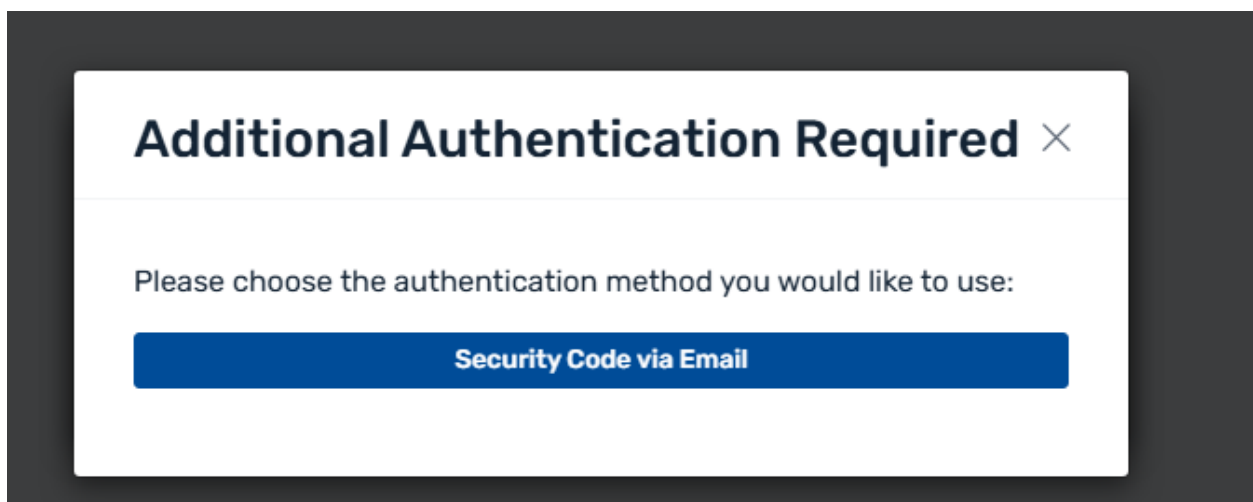 Additional Authentication Required
Please choose the authentication method you would like to use:
Security Code via Email